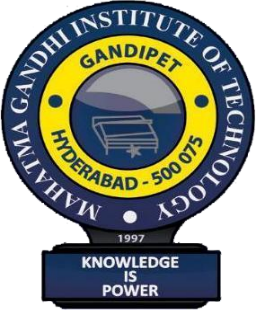 MAHATMA GANDHI INSTITUTE OF TECHNOLOGY
GANDIPET
HYDERABAD - 500 075
1997
KNOWLEDGE
IS
POWER